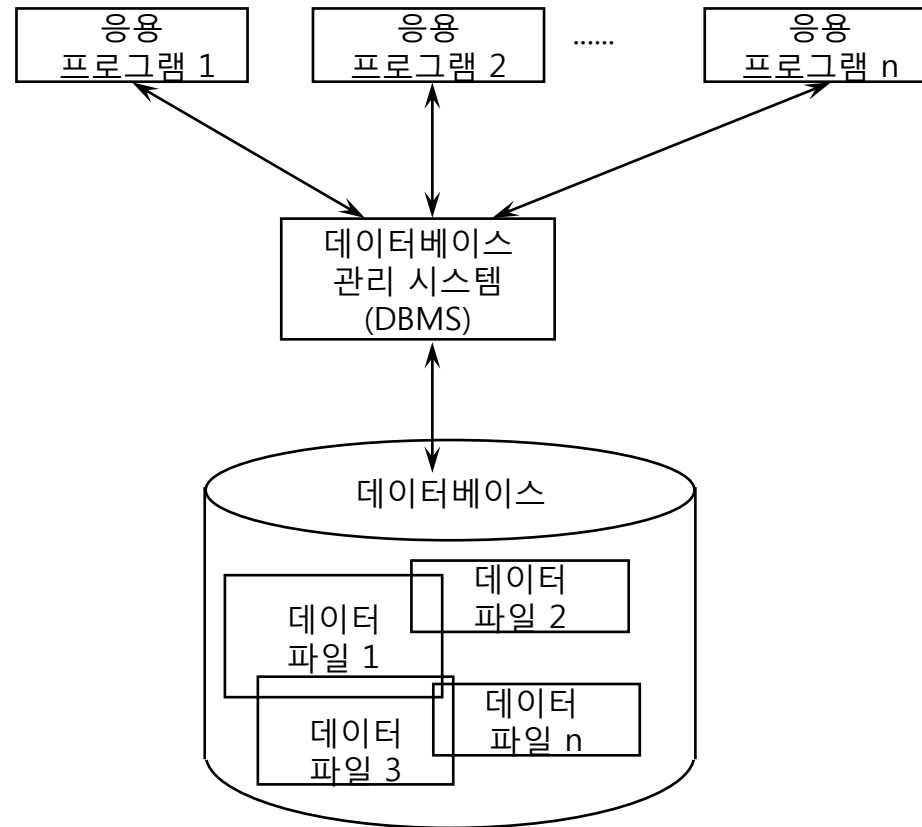 응용
프로그램 1
응용
프로그램 2
......
응용
프로그램 n
데이터베이스
관리 시스템
(DBMS)
데이터베이스
데이터
파일 1
데이터
파일 2
데이터
파일 3
데이터
파일 n